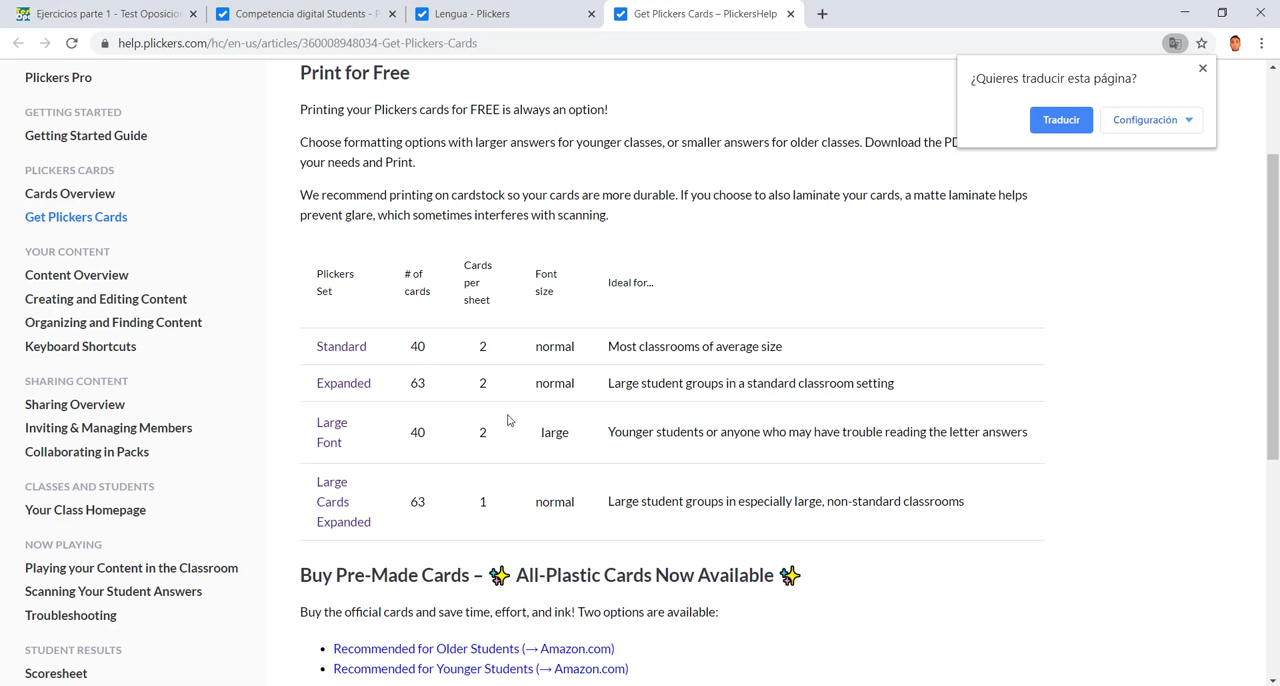 Ejercicios parte 1 - Test Oposicio
Competencia digital Students - P
Lengua - Plickers
Get Plickers Cards – PlickersHelp
help.plickers.com/hc/en-us/articles/360008948034-Get-Plickers-Cards
¿Quieres traducir esta página?
Traducir
Configuración
Plickers Pro
GETTING STARTED
Getting Started Guide
PLICKERS CARDS
Cards Overview
Get Plickers Cards
YOUR CONTENT
Content Overview
Creating and Editing Content
Organizing and Finding Content
Keyboard Shortcuts
SHARING CONTENT
Sharing Overview
Inviting & Managing Members
Collaborating in Packs
CLASSES AND STUDENTS
Your Class Homepage
NOW PLAYING
Playing your Content in the Classroom
Scanning Your Student Answers
Troubleshooting
STUDENT RESULTS
Scoresheet
Print for Free
Printing your Plickers cards for FREE is always an option!
Choose formatting options with larger answers for younger classes, or smaller answers for older classes. Download the PD
your needs and Print.
We recommend printing on cardstock so your cards are more durable. If you choose to also laminate your cards, a matte laminate helps
prevent glare, which sometimes interferes with scanning.
Plickers Set # of cards Cards per sheet Font size Ideal for...
Standard 40 2 normal Most classrooms of average size
Expanded 63 2 normal Large student groups in a standard classroom setting
Large Font 40 2 large Younger students or anyone who may have trouble reading the letter answers
Large Cards Expanded 63 1 normal Large student groups in especially large, non-standard classrooms
Buy Pre-Made Cards – ✨ All-Plastic Cards Now Available ✨
Buy the official cards and save time, effort, and ink! Two options are available:
• Recommended for Older Students (→ Amazon.com)
• Recommended for Younger Students (→ Amazon.com)